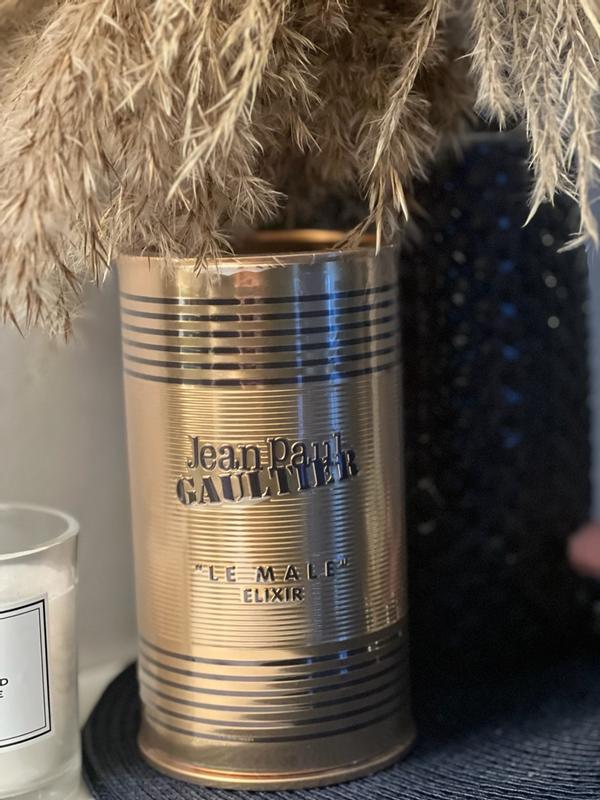 Jean Paul
GAULTIER
"LE MALE"
ELIXIR
D
E